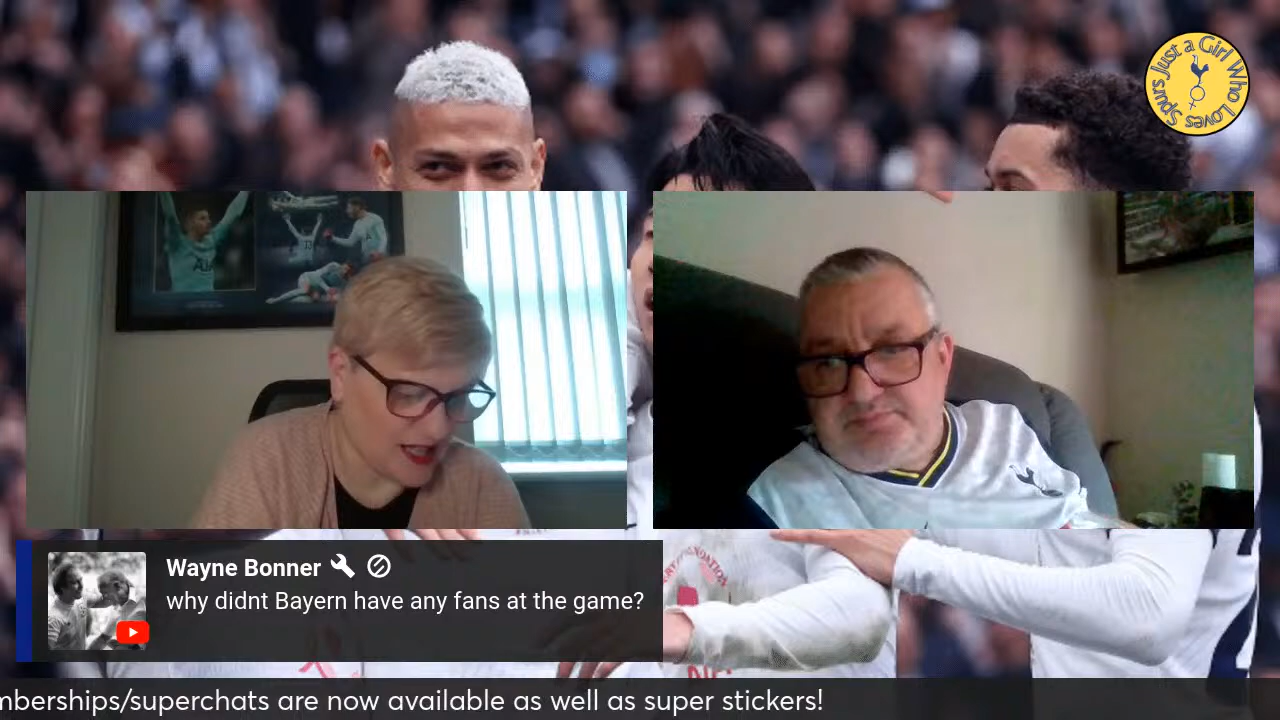 Just a Girl Who Loves Spurs
Wayne Bonner
why didnt Bayern have any fans at the game?
mberships/superchats are now available as well as super stickers!